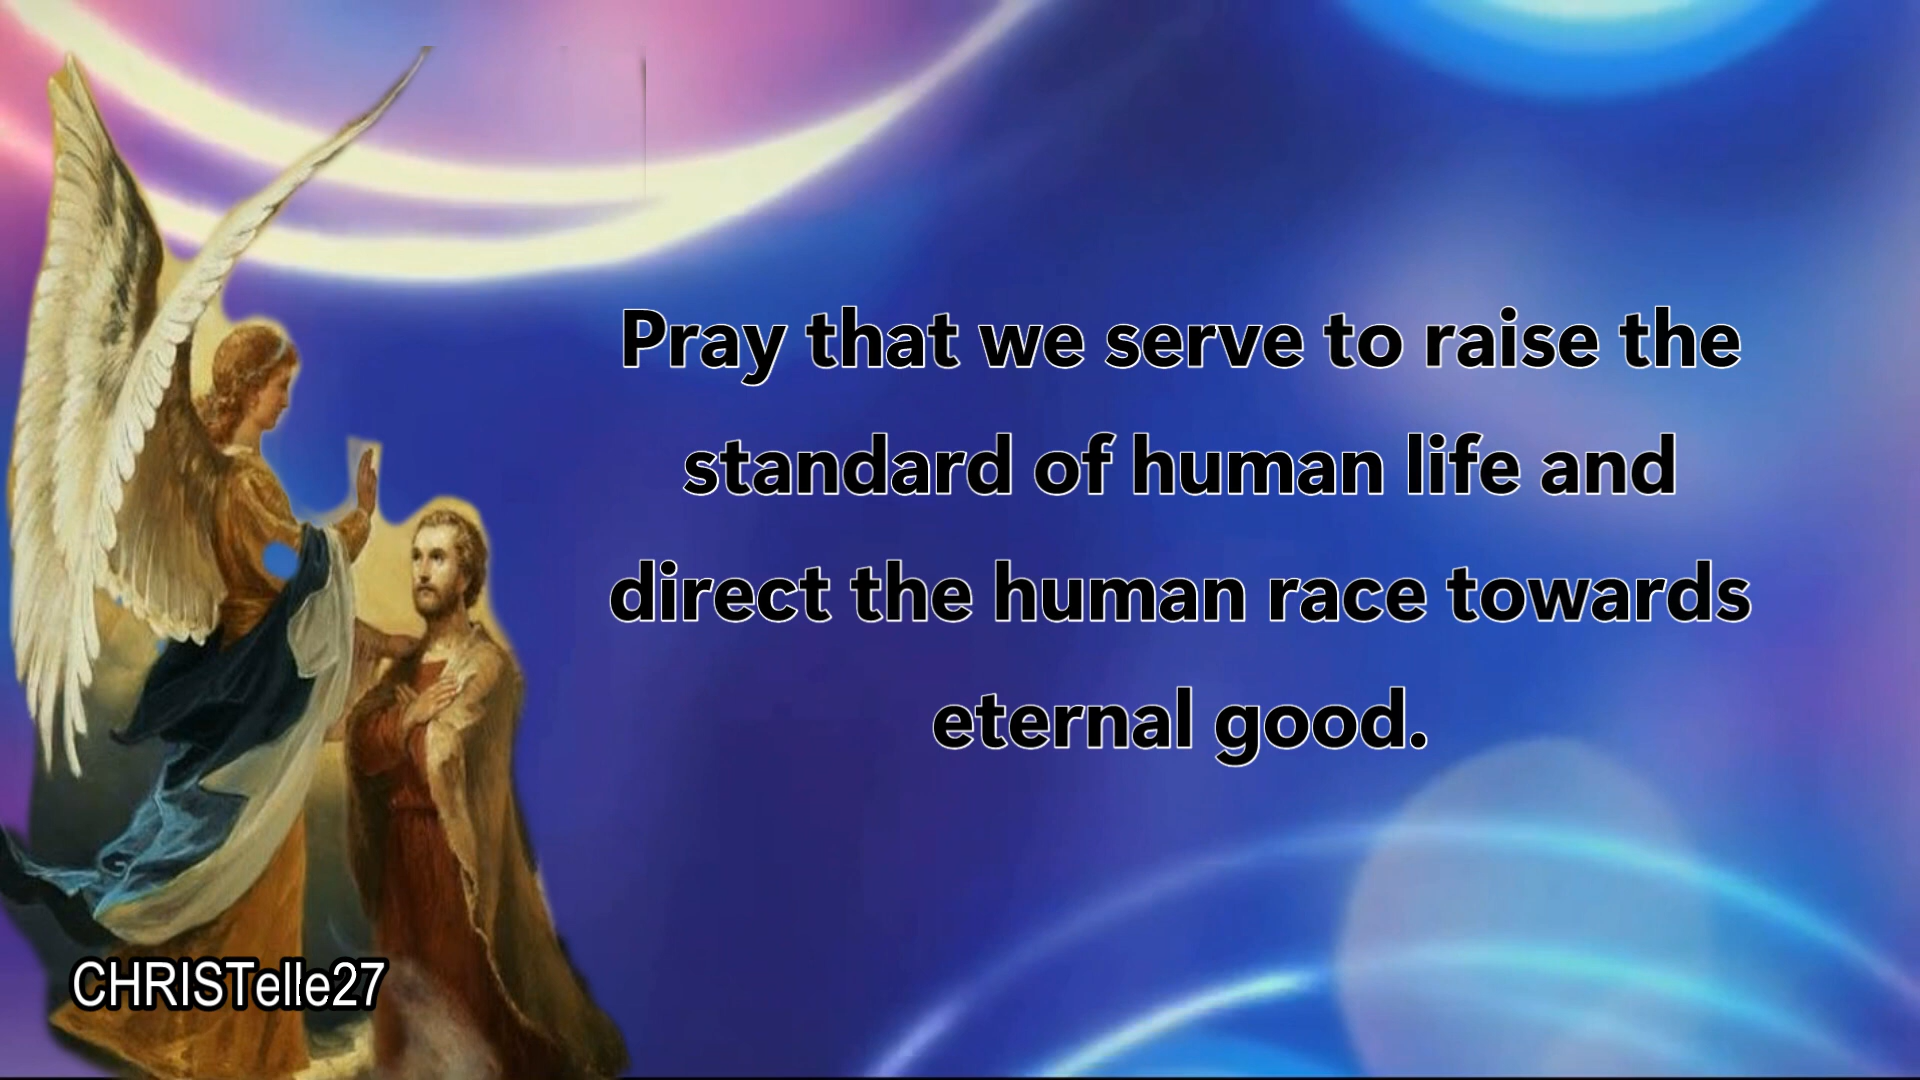 Pray that we serve to raise the
standard of human life and
direct the human race towards
eternal good.
CHRISTelle27